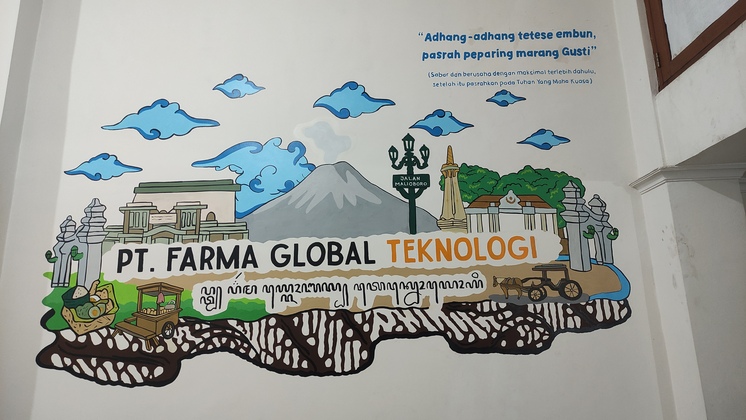 "Adhang-adhang tetese embun,
pasrah peparing marang Gusti"
(Sabar dan berusaha dengan maksimal terlebih dahulu,
setelah itu pasrahkan pada Tuhan Yang Maha Kuasa)
JALAN
MALIOBORO
PT. FARMA GLOBAL TEKNOLOGI